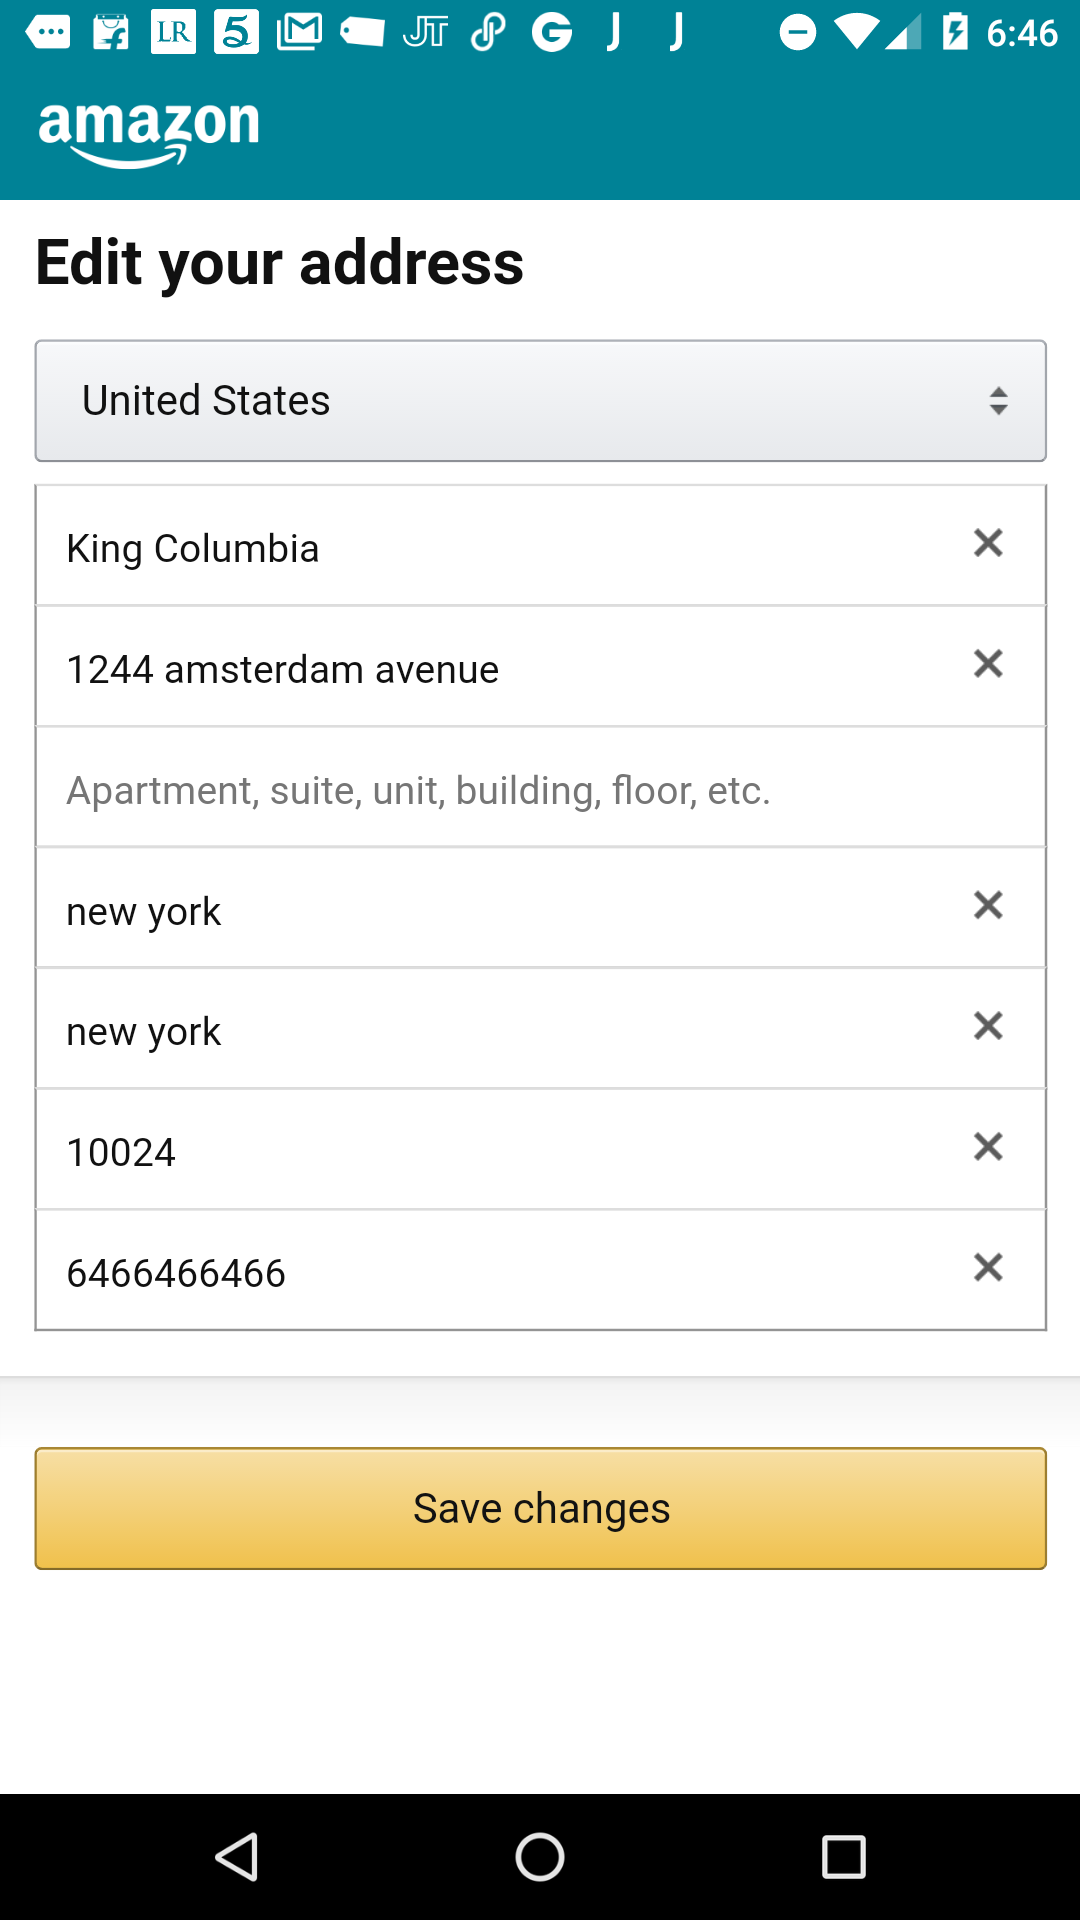 LR 5 JT G J J 6:46
amazon
Edit your address
United States
King Columbia
1244 amsterdam avenue
Apartment, suite, unit, building, floor, etc.
new york
new york
10024
6466466466
Save changes